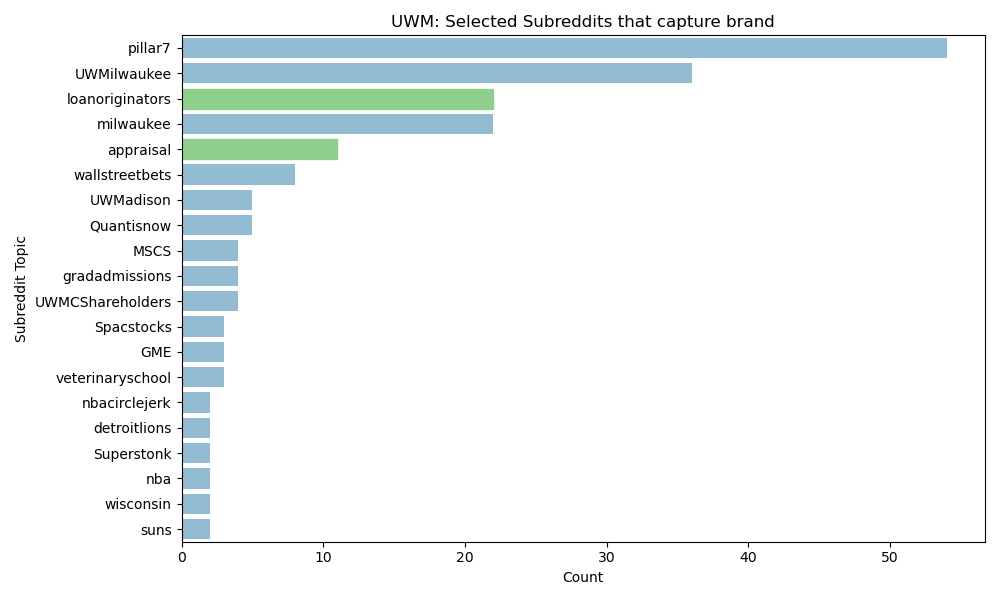 UWM: Selected Subreddits that capture brand
Subreddit Topic
pillar7
UWMilwaukee
loanoriginators
milwaukee
appraisal
wallstreetbets
UWMadison
Quantisnow
MSCS
gradadmissions
UWMCShareholders
Spacstocks
GME
veterinaryschool
nbacirclejerk
detroitlions
Superstonk
nba
wisconsin
suns
0 10 20 30 40 50
Count